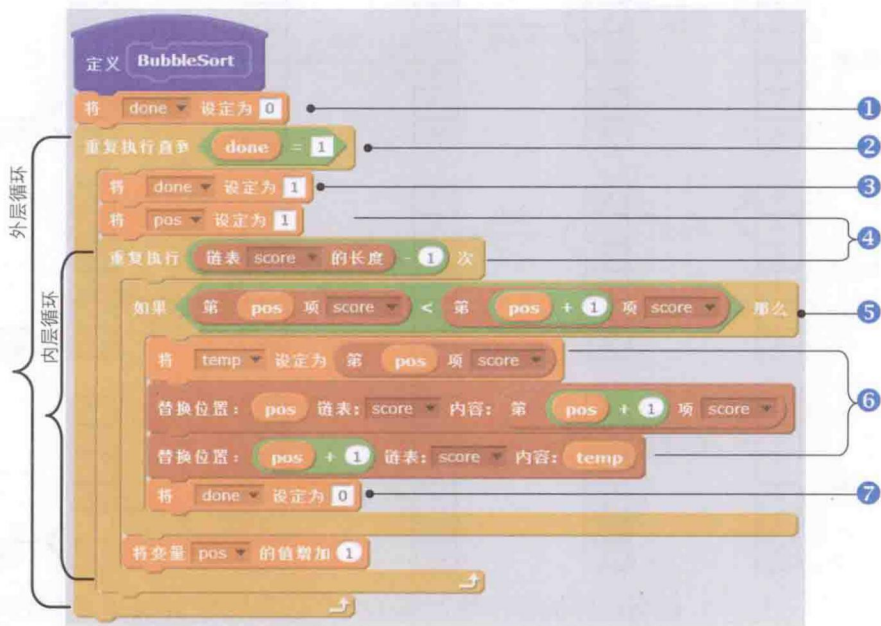 定义 BubbleSort
将 done 设定为 0 1
重复执行直到 done = 1 2
将 done 设定为 1 3
将 pos 设定为 1
4
重复执行 链表 score 的长度 - 1 次
如果 第 pos 项 score < 第 pos + 1 项 score 那么 5
将 temp 设定为 第 pos 项 score
替换位置： pos 链表： score 内容： 第 pos + 1 项 score 6
替换位置： pos + 1 链表： score 内容： temp
将 done 设定为 0 7
将变量 pos 的值增加 1
外层循环
内层循环